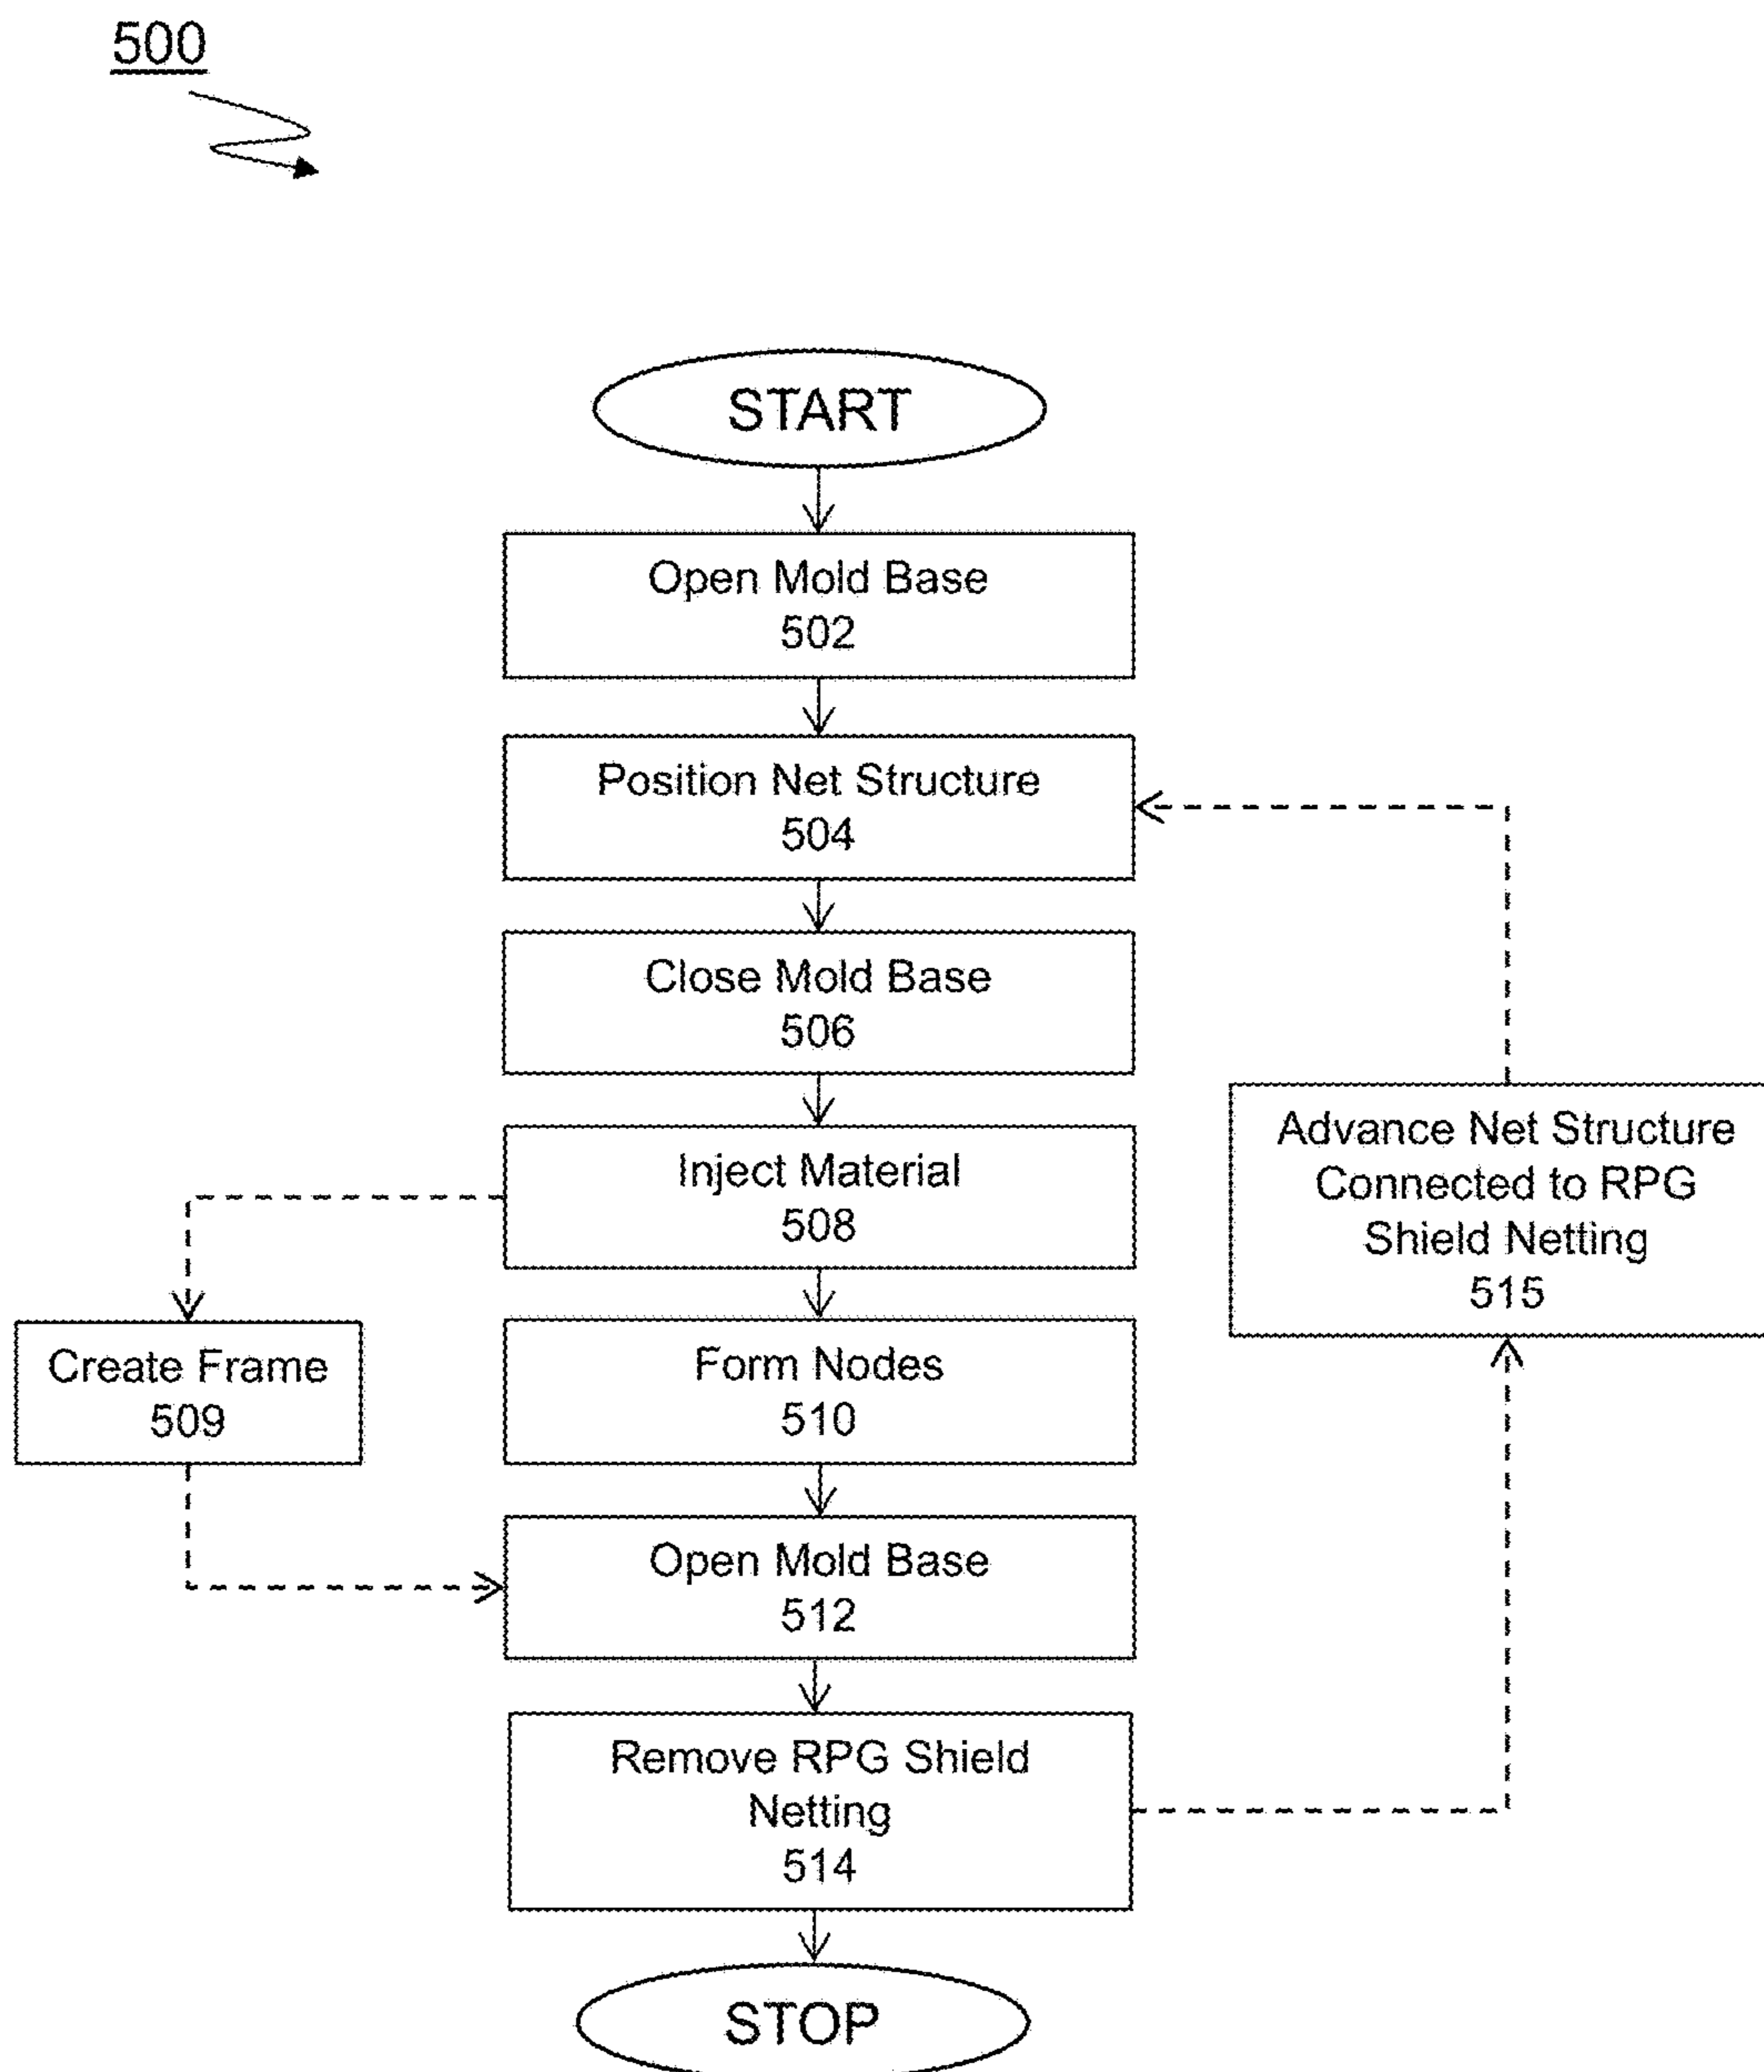 500
START
Open Mold Base
502
Position Net Structure
504
Close Mold Base
506
Inject Material
508
Advance Net Structure
Connected to RPG
Shield Netting
515
Create Frame
509
Form Nodes
510
Open Mold Base
512
Remove RPG Shield
Netting
514
STOP